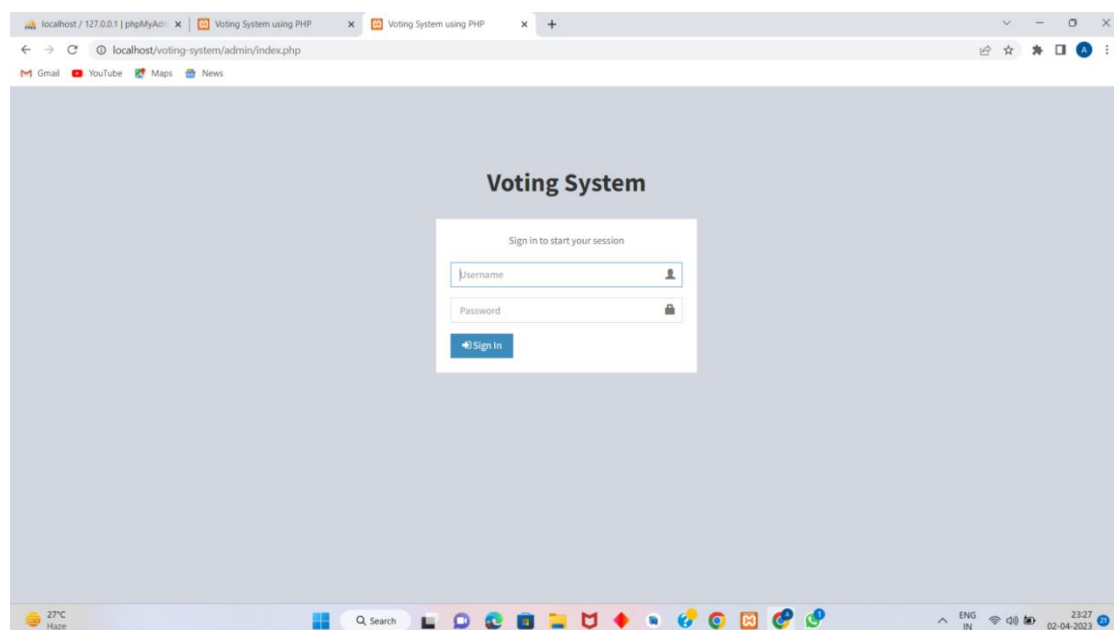 localhost / 127.0.0.1 | phpMyAd
Voting System using PHP
Voting System using PHP
localhost/voting-system/admin/index.php
A
Gmail
YouTube
Maps
News
Voting System
Sign in to start your session
Username
Password
Sign In
27°C
Haze
Search
ENG
IN
23:27
02-04-2023
21